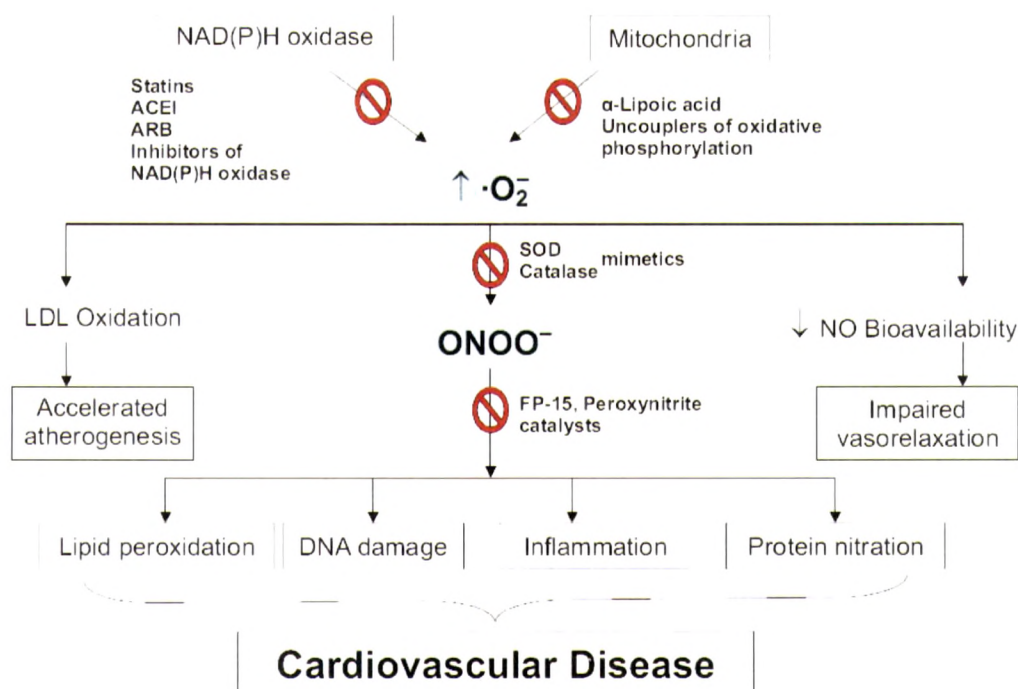 NAD(P)H oxidase
Mitochondria
Statins
ACEI
ARB
Inhibitors of
NAD(P)H oxidase
α-Lipoic acid
Uncouplers of oxidative
phosphorylation
↑ ·O₂⁻
SOD
Catalase mimetics
LDL Oxidation
ONOO⁻
↓ NO Bioavailability
Accelerated
atherogenesis
FP-15, Peroxynitrite
catalysts
Impaired
vasorelaxation
Lipid peroxidation
DNA damage
Inflammation
Protein nitration
Cardiovascular Disease